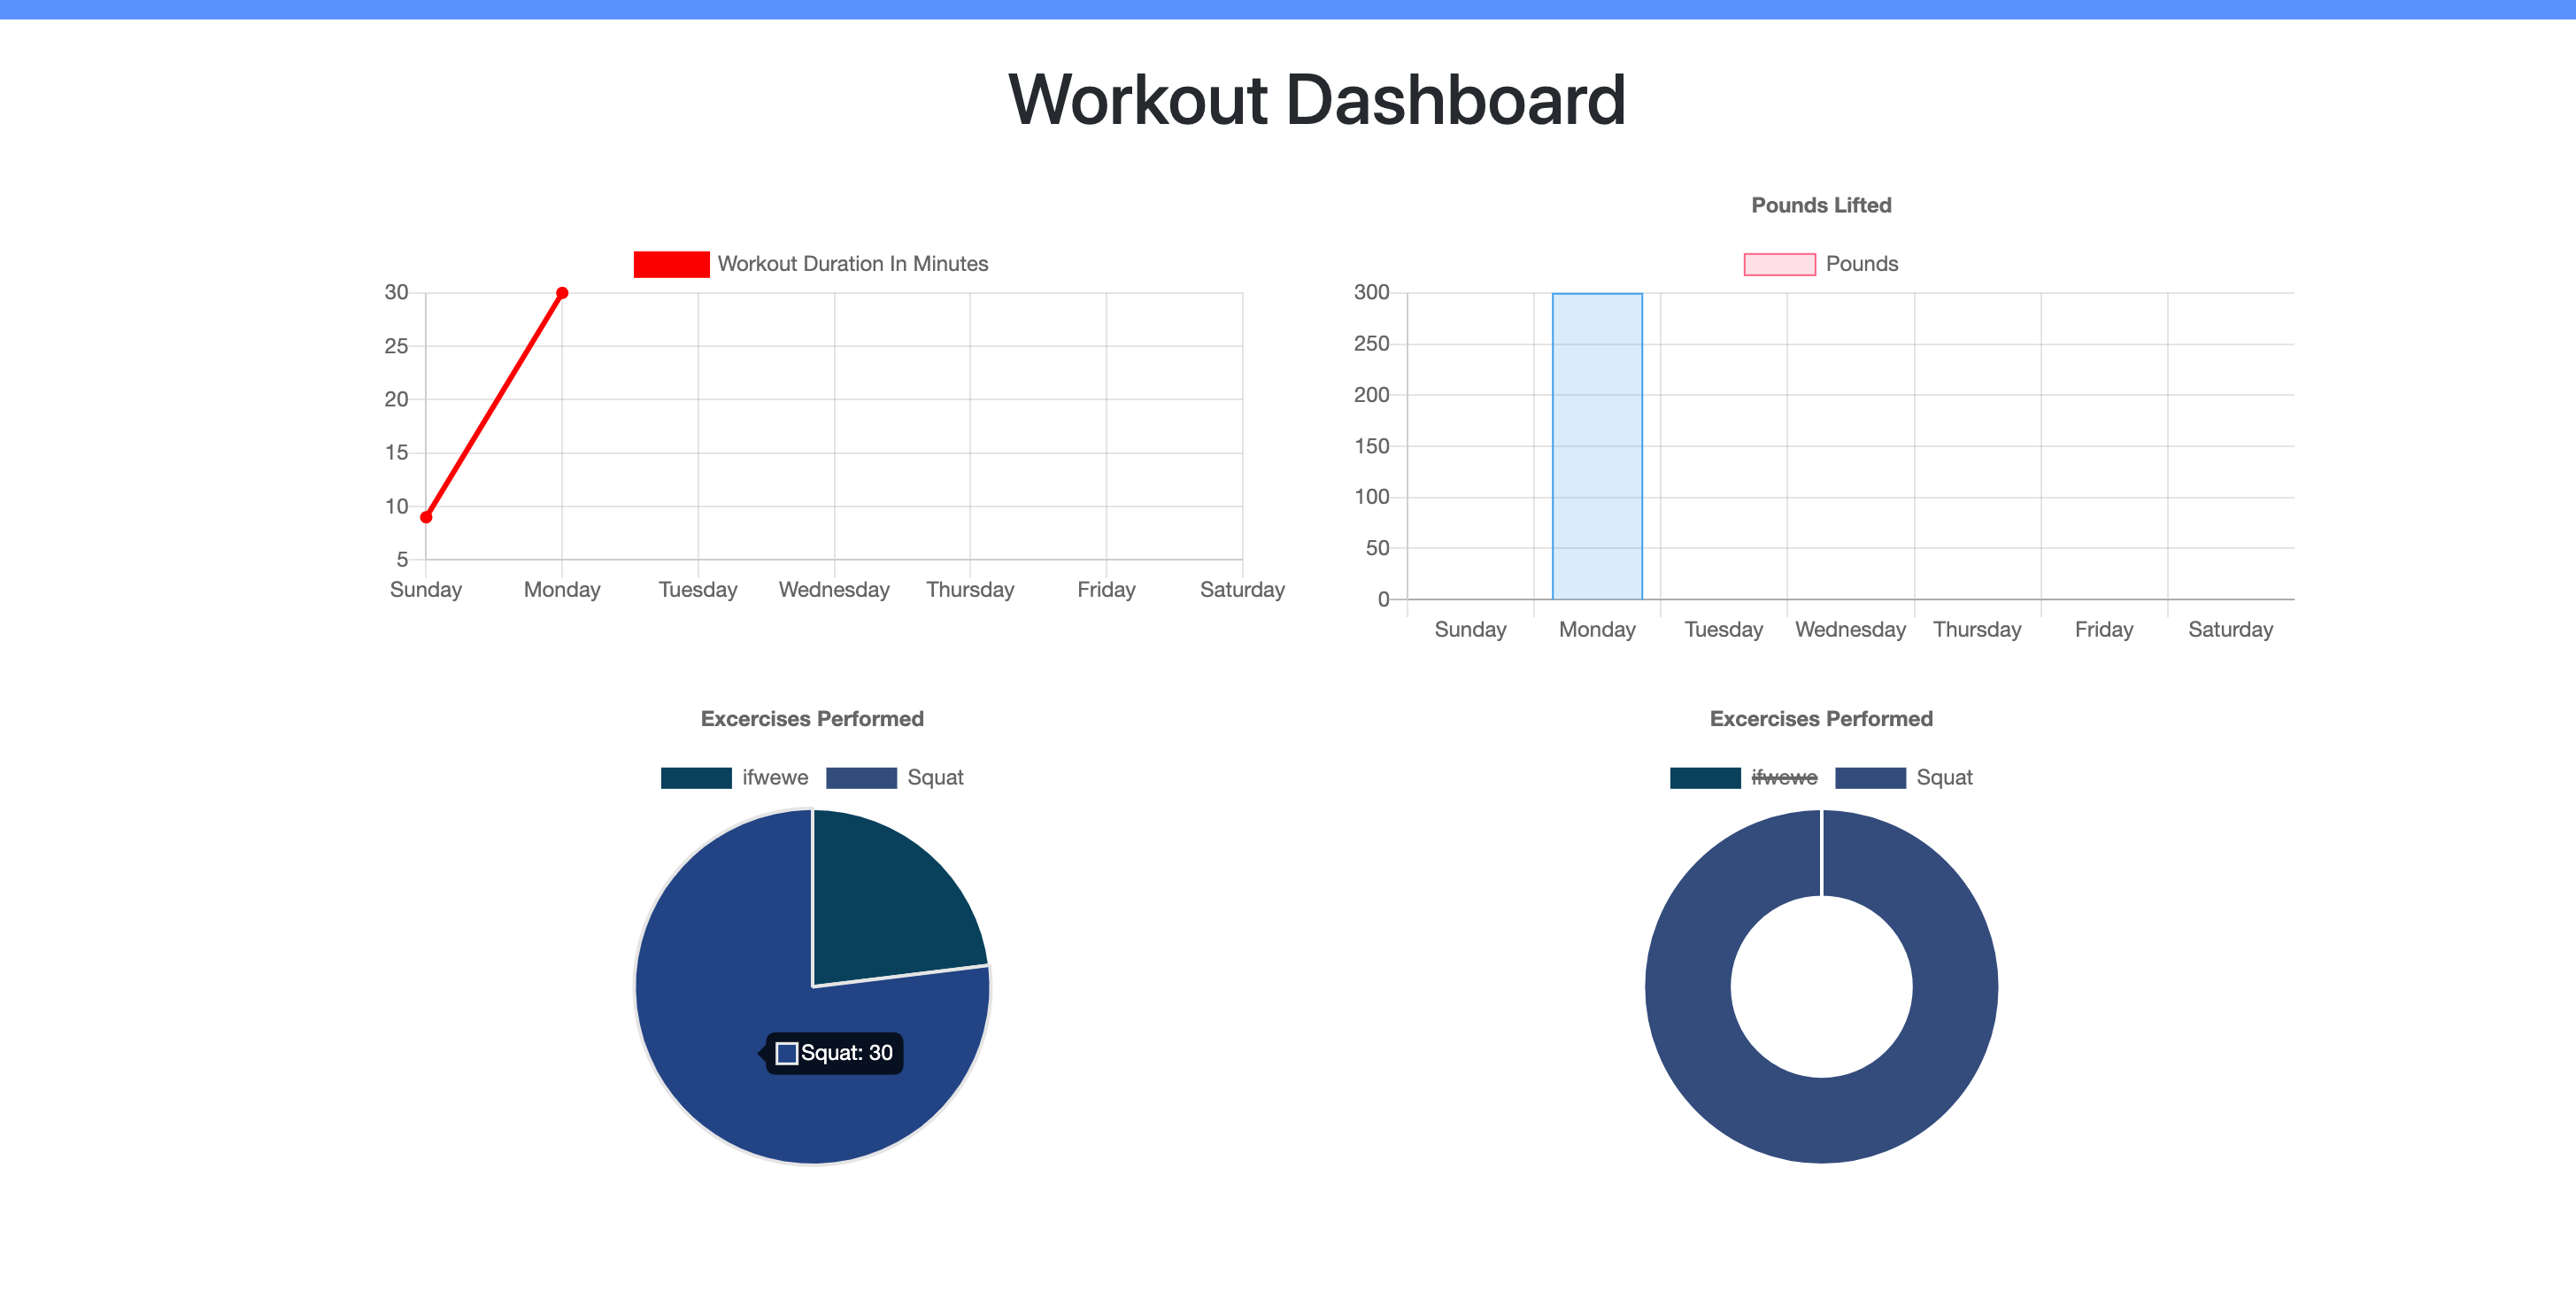 Workout Dashboard
Workout Duration In Minutes
30
25
20
15
10
5
Sunday Monday Tuesday Wednesday Thursday Friday Saturday
Pounds Lifted
Pounds
300
250
200
150
100
50
0
Sunday Monday Tuesday Wednesday Thursday Friday Saturday
Excercises Performed
ifwewe Squat
Squat: 30
Excercises Performed
ifwewe Squat